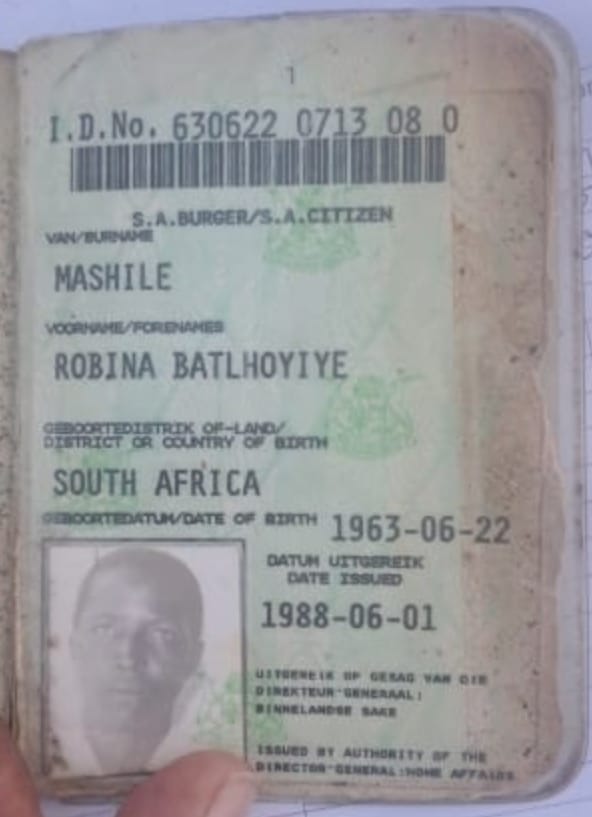 1
I.D.No. 630622 0713 08 0
S.A.BURGER/S.A.CITIZEN
VAN/SURNAME
MASHILE
VOORNAME/FORENAMES
ROBINA BATLHOYIYE
GEBOORTEDISTRIK OF-LAND/
DISTRICT OR COUNTRY OF BIRTH
SOUTH AFRICA
GEBOORTEDATUM/DATE OF BIRTH 1963-06-22
DATUM UITGEREIK
DATE ISSUED
1988-06-01
UITGEREIK OP GESAG VAN DIE
DIREKTEUR-GENERAAL:
BINNELANDSE SAKE
ISSUED BY AUTHORITY OF THE
DIRECTOR-GENERAL:HOME AFFAIRS